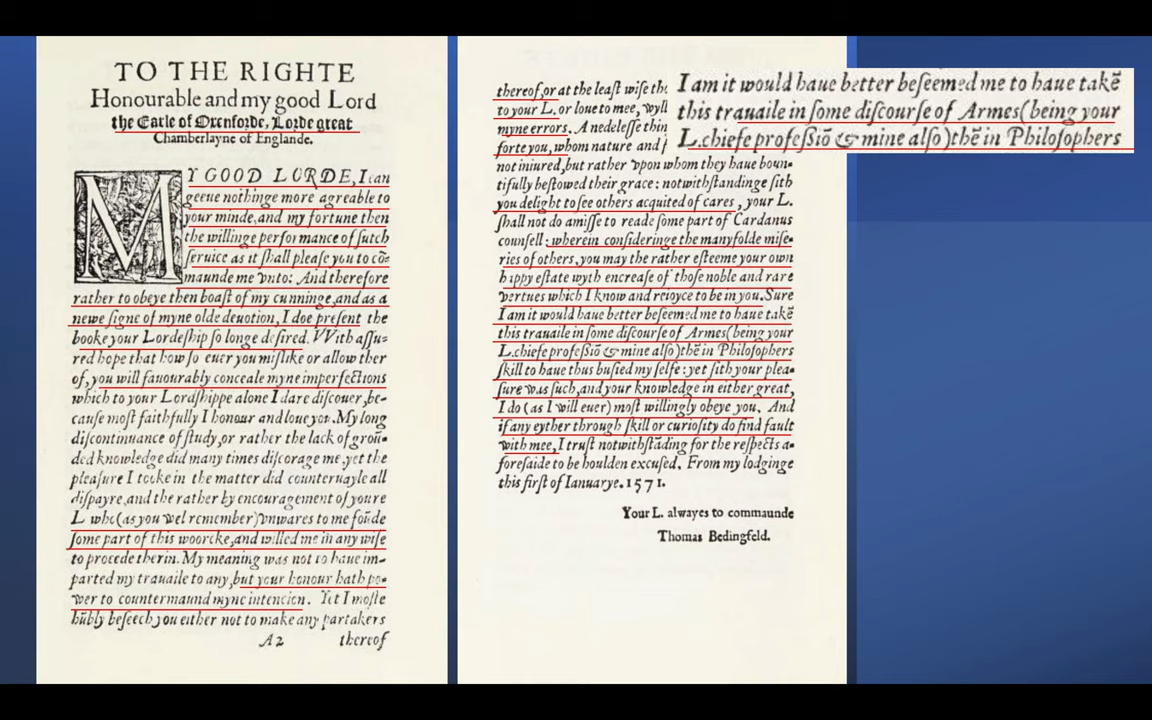 TO THE RIGHTE
Honourable and my good Lord
the Earle of Oxenforde, Lorde great
Chamberlayne of Englande.
MY GOOD LORDE, I can
geeue nothinge more agreable to
your minde, and my fortune then
the willinge performance of ſutch
ſeruice as it ſhall pleaſe you to cō-
maunde me vnto: And therefore
rather to obeye then boaſt of my cunninge, and as a
newe ſigne of myne olde deuotion, I doe preſent the
booke your Lordeſhip ſo longe deſired. VVith aſſu-
red hope that how ſo euer you miſlike or allow ther
of, you will fauourably conceale myne imperfections
which to your Lordſhippe alone I dare diſcouer, be-
cauſe moſt faithfully I honour and loue yov. My long
diſcontinuance of ſtudy, or rather the lack of groū-
ded knowledge did many times diſcorage me, yet the
pleaſure I tooke in the matter did counteruayle all
diſpayre, and the rather by encouragement of youre
L. who (as you wel remember) vnwares to me foūde
ſome part of this woorcke, and willed me in any wiſe
to procede therin. My meaning was not to haue im-
parted my trauaile to any, but your honour hath po-
wer to countermaund myne intencion. Yet I moſte
hūbly beſeech you either not to make any partakers
A2 thereof
thereof, or at the leaſt wiſe
to your L. or loue to mee, wyll
myne errors. A nedeleſſe thin
forte you, whom nature and
not iniured, but rather vpon whom they haue boun-
tifully beſtowed their grace: notwithſtandinge ſith
you delight to ſee others acquited of cares, your L.
ſhall not do amiſſe to reade ſome part of Cardanus
counſell: wherein conſideringe the manyfolde miſe-
ries of others, you may the rather eſteeme your own
happy eſtate wyth encreaſe of thoſe noble and rare
vertues which I know and reioyce to be in you. Sure
I am it would haue better beſeemed me to haue takē
this trauaile in ſome diſcourſe of Armes (being your
L. chiefe profeſſiō & mine alſo) thē in Philoſophers
ſkill to haue thus buſied my ſelfe: yet ſith your plea-
ſure was ſuch, and your knowledge in either great,
I do (as I will euer) moſt willingly obeye you. And
if any eyther through ſkill or curioſity do find fault
with mee, I truſt notwithſtāding for the reſpects a-
foreſaide to be houlden excuſed. From my lodginge
this firſt of Ianuarye. 1571.
Your L. alwayes to commaunde
Thomas Bedingfeld.
I am it would haue better beſeemed me to haue takē
this trauaile in ſome diſcourſe of Armes (being your
L. chiefe profeſſiō & mine alſo) thē in Philoſophers